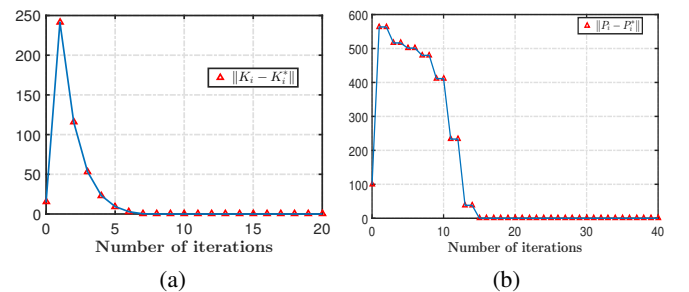 250
200
150
100
50
0
‖K_i − K_i^*‖
0 5 10 15 20
Number of iterations
(a)
600
500
400
300
200
100
0
‖P_i − P_i^*‖
0 10 20 30 40
Number of iterations
(b)